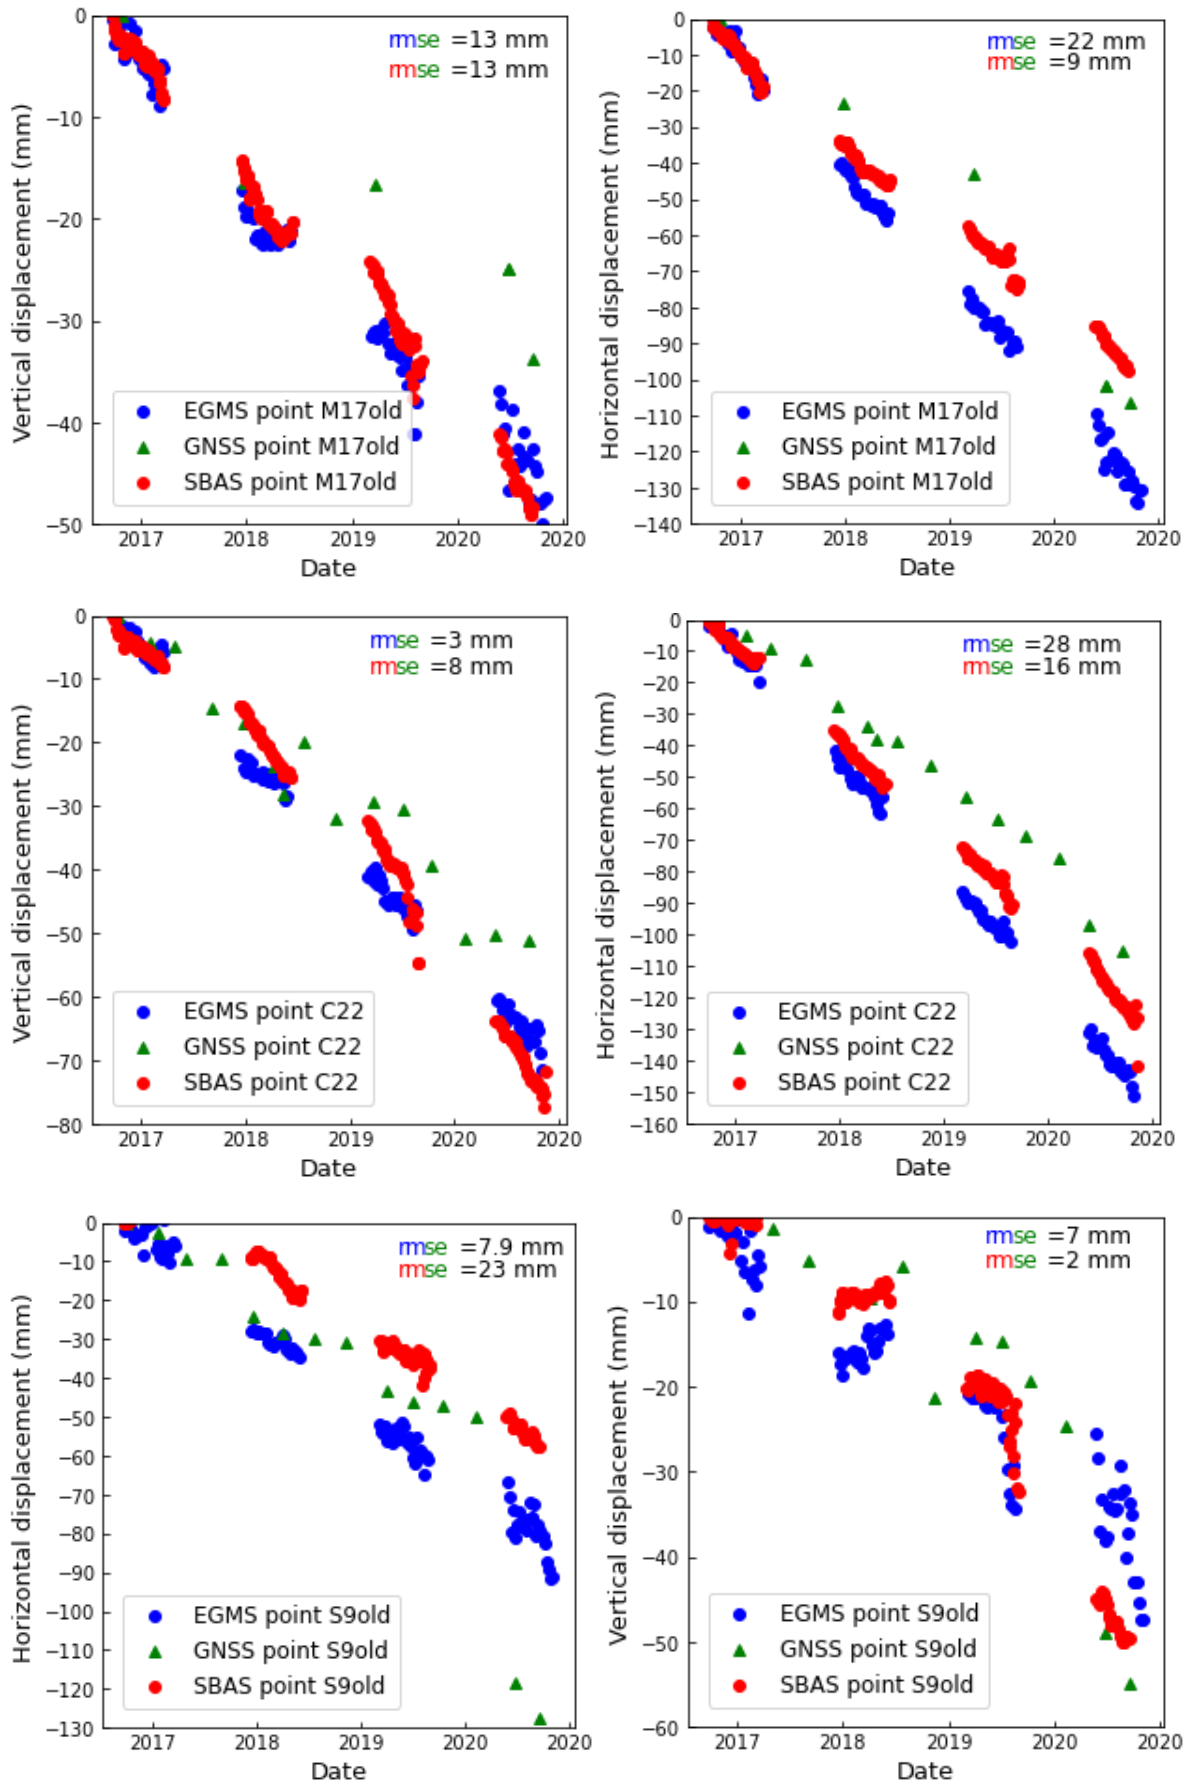 0
−10
−20
−30
−40
−50
Vertical displacement (mm)
rmse =13 mm
rmse =13 mm
EGMS point M17old
GNSS point M17old
SBAS point M17old
2017 2018 2019 2020 2020
Date
0
−10
−20
−30
−40
−50
−60
−70
−80
−90
−100
−110
−120
−130
−140
Horizontal displacement (mm)
rmse =22 mm
rmse =9 mm
EGMS point M17old
GNSS point M17old
SBAS point M17old
2017 2018 2019 2020 2020
Date
0
−10
−20
−30
−40
−50
−60
−70
−80
Vertical displacement (mm)
rmse =3 mm
rmse =8 mm
EGMS point C22
GNSS point C22
SBAS point C22
2017 2018 2019 2020 2020
Date
0
−10
−20
−30
−40
−50
−60
−70
−80
−90
−100
−110
−120
−130
−140
−150
−160
Horizontal displacement (mm)
rmse =28 mm
rmse =16 mm
EGMS point C22
GNSS point C22
SBAS point C22
2017 2018 2019 2020 2020
Date
0
−10
−20
−30
−40
−50
−60
−70
−80
−90
−100
−110
−120
−130
Horizontal displacement (mm)
rmse =7.9 mm
rmse =23 mm
EGMS point S9old
GNSS point S9old
SBAS point S9old
2017 2018 2019 2020 2020
Date
0
−10
−20
−30
−40
−50
−60
Vertical displacement (mm)
rmse =7 mm
rmse =2 mm
EGMS point S9old
GNSS point S9old
SBAS point S9old
2017 2018 2019 2020 2020
Date